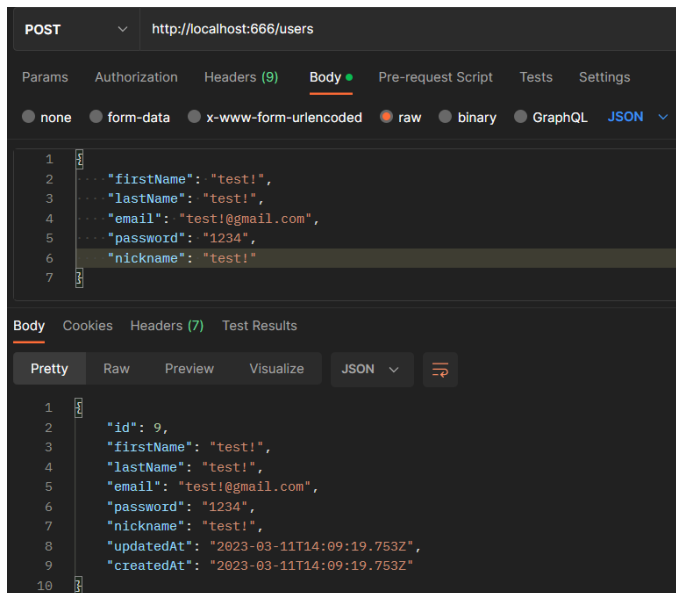 POST http://localhost:666/users
Params Authorization Headers (9) Body Pre-request Script Tests Settings
none form-data x-www-form-urlencoded raw binary GraphQL JSON
1 {
2 "firstName": "test!",
3 "lastName": "test!",
4 "email": "test!@gmail.com",
5 "password": "1234",
6 "nickname": "test!"
7 }
Body Cookies Headers (7) Test Results
Pretty Raw Preview Visualize JSON
1 {
2 "id": 9,
3 "firstName": "test!",
4 "lastName": "test!",
5 "email": "test!@gmail.com",
6 "password": "1234",
7 "nickname": "test!",
8 "updatedAt": "2023-03-11T14:09:19.753Z",
9 "createdAt": "2023-03-11T14:09:19.753Z"
10 }